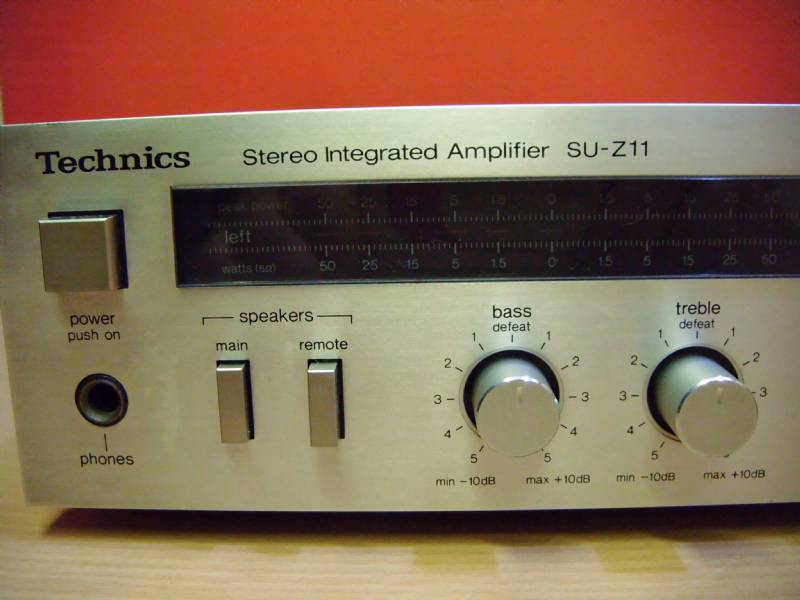 Technics Stereo Integrated Amplifier SU-Z11
peak power 50 25 15 5 1.5 0 1.5 5 15 25 50
left
watts (8Ω) 50 25 15 5 1.5 0 1.5 5 15 25 50
power
push on
speakers
main remote
phones
bass
defeat
1 1
2 2
3 3
4 4
5 5
min -10dB max +10dB
treble
defeat
1 1
2 2
3 3
4
5
min -10dB max +10dB